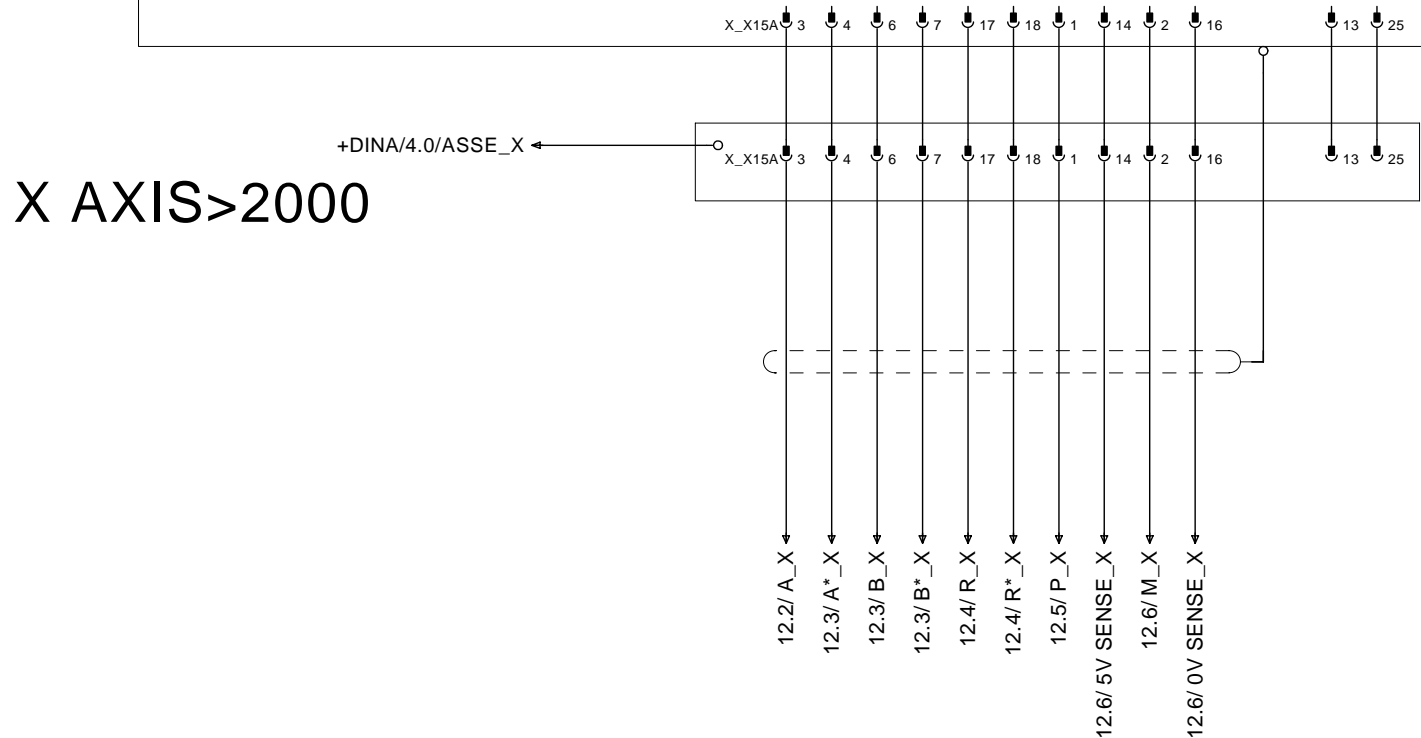 X_X15A 3 4 6 7 17 18 1 14 2 16 13 25
+DINA/4.0/ASSE_X
X_X15A 3 4 6 7 17 18 1 14 2 16 13 25
X AXIS>2000
12.2/ A_X
12.3/ A*_X
12.3/ B_X
12.3/ B*_X
12.4/ R_X
12.4/ R*_X
12.5/ P_X
12.6/ 5V SENSE_X
12.6/ M_X
12.6/ 0V SENSE_X